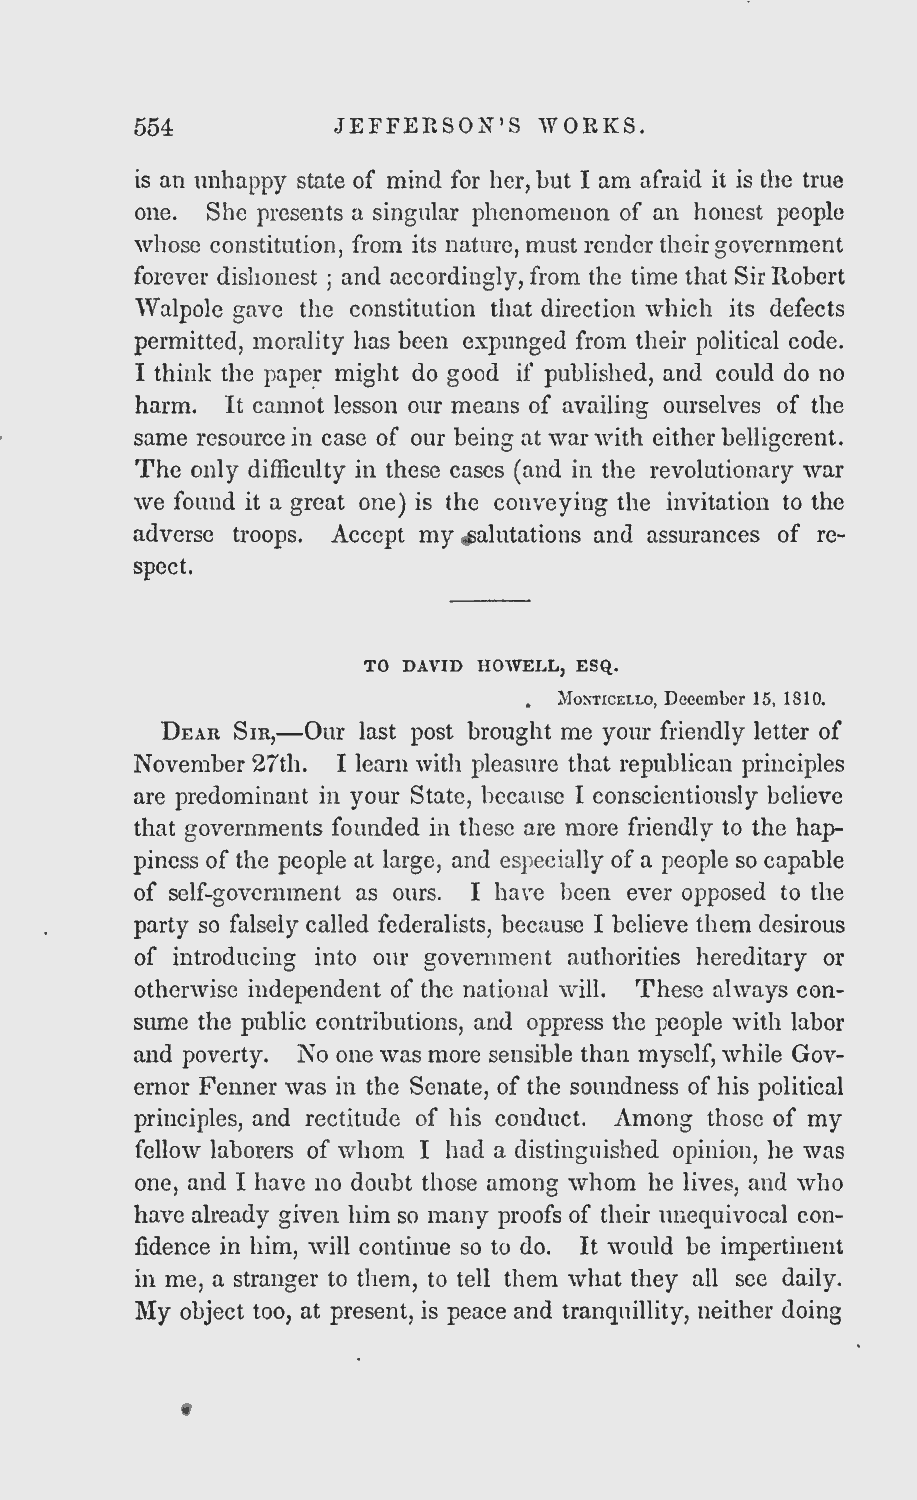 554 JEFFERSON'S WORKS.
is an unhappy state of mind for her, but I am afraid it is the true
one. She presents a singular phenomenon of an honest people
whose constitution, from its nature, must render their government
forever dishonest ; and accordingly, from the time that Sir Robert
Walpole gave the constitution that direction which its defects
permitted, morality has been expunged from their political code.
I think the paper might do good if published, and could do no
harm. It cannot lesson our means of availing ourselves of the
same resource in case of our being at war with either belligerent.
The only difficulty in these cases (and in the revolutionary war
we found it a great one) is the conveying the invitation to the
adverse troops. Accept my salutations and assurances of re-
spect.
TO DAVID HOWELL, ESQ.
Monticello, December 15, 1810.
Dear Sir,—Our last post brought me your friendly letter of
November 27th. I learn with pleasure that republican principles
are predominant in your State, because I conscientiously believe
that governments founded in these are more friendly to the hap-
piness of the people at large, and especially of a people so capable
of self-government as ours. I have been ever opposed to the
party so falsely called federalists, because I believe them desirous
of introducing into our government authorities hereditary or
otherwise independent of the national will. These always con-
sume the public contributions, and oppress the people with labor
and poverty. No one was more sensible than myself, while Gov-
ernor Fenner was in the Senate, of the soundness of his political
principles, and rectitude of his conduct. Among those of my
fellow laborers of whom I had a distinguished opinion, he was
one, and I have no doubt those among whom he lives, and who
have already given him so many proofs of their unequivocal con-
fidence in him, will continue so to do. It would be impertinent
in me, a stranger to them, to tell them what they all see daily.
My object too, at present, is peace and tranquillity, neither doing